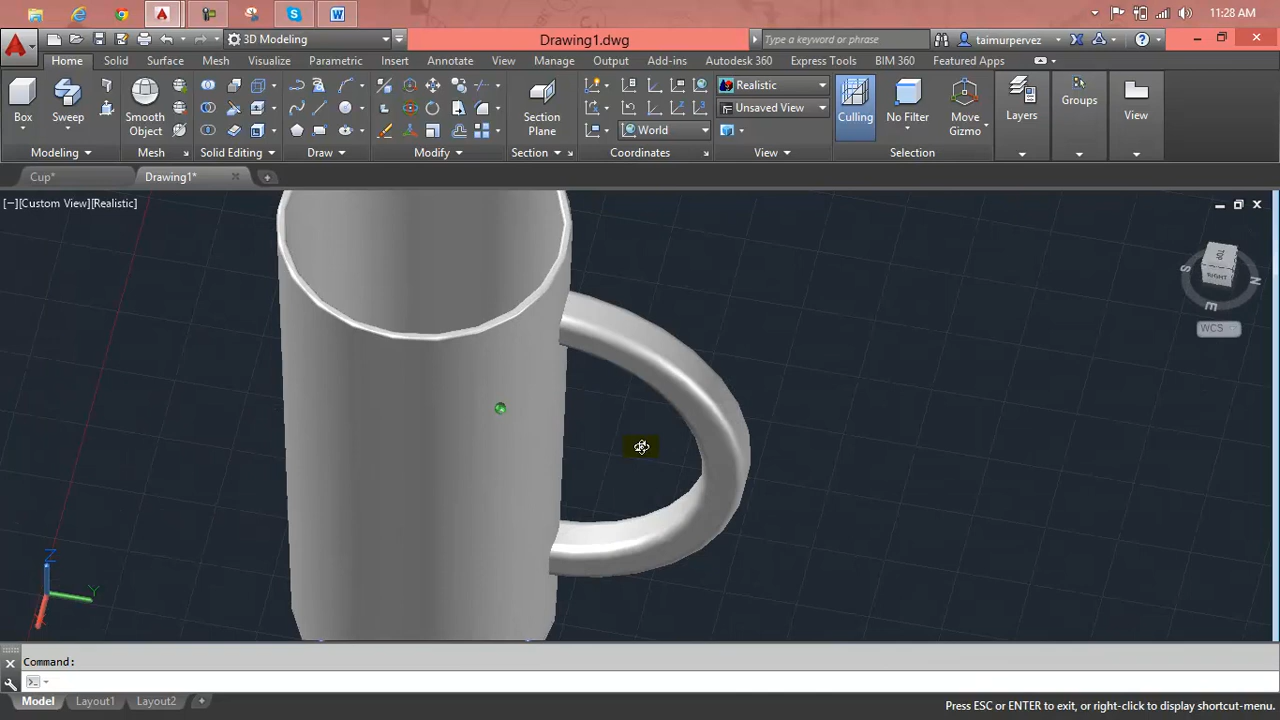 11:28 AM
3D Modeling
Drawing1.dwg
Type a keyword or phrase
taimurpervez
Home Solid Surface Mesh Visualize Parametric Insert Annotate View Manage Output Add-ins Autodesk 360 Express Tools BIM 360 Featured Apps
Box
Sweep
Smooth
Object
Section
Plane
Realistic
Unsaved View
World
Culling
No Filter
Move
Gizmo
Layers
Groups
View
Modeling Mesh Solid Editing Draw Modify Section Coordinates View Selection
Cup* Drawing1*
[−][Custom View][Realistic]
TOP
RIGHT
S
N
E
WCS
Z
Y
Command:
Model Layout1 Layout2
Press ESC or ENTER to exit, or right-click to display shortcut-menu.